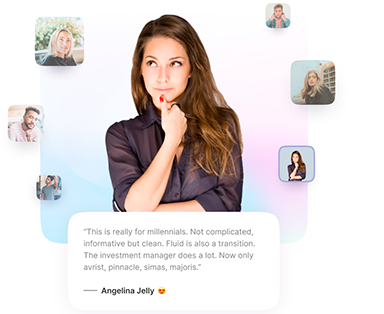 “This is really for millennials. Not complicated,
informative but clean. Fluid is also a transition.
The investment manager does a lot. Now only
avrist, pinnacle, simas, majoris.”
Angelina Jelly 😍